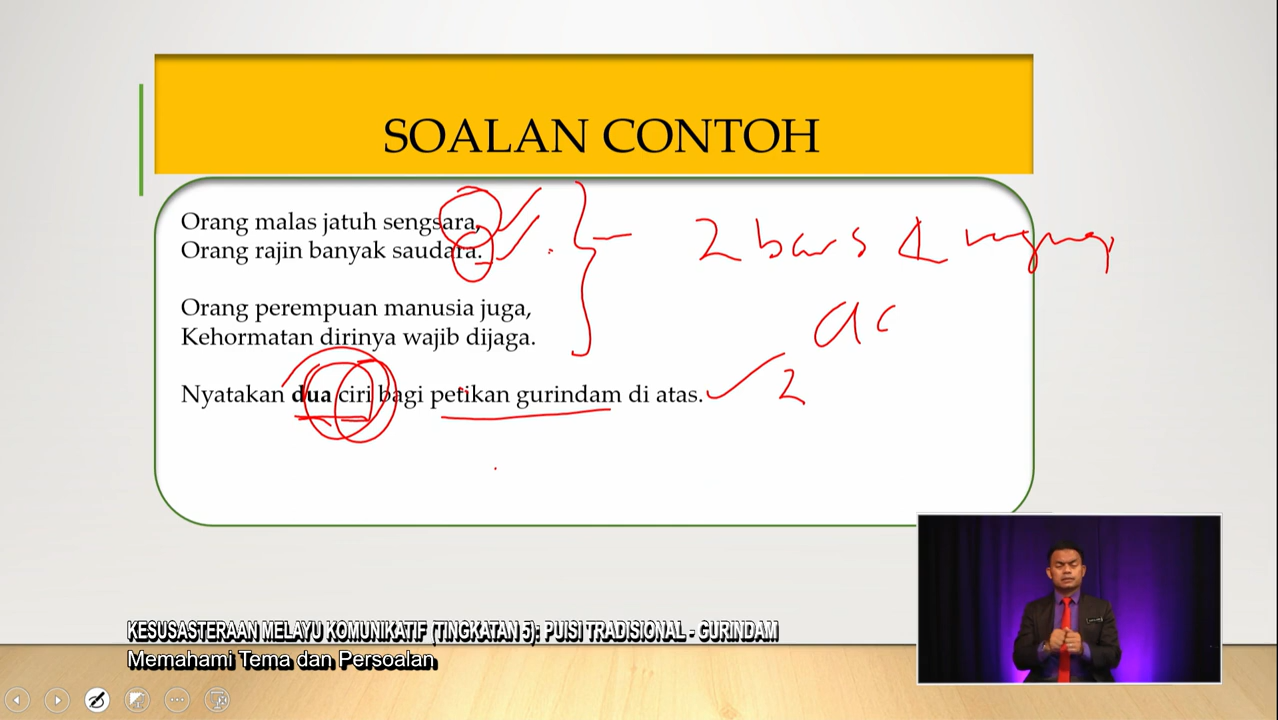 SOALAN CONTOH
Orang malas jatuh sengsara,
Orang rajin banyak saudara.
2 bars 1
Orang perempuan manusia juga,
Kehormatan dirinya wajib dijaga.
Nyatakan dua ciri bagi petikan gurindam di atas.
2
KESUSASTERAAN MELAYU KOMUNIKATIF (TINGKATAN 5): PUISI TRADISIONAL - GURINDAM
Memahami Tema dan Persoalan